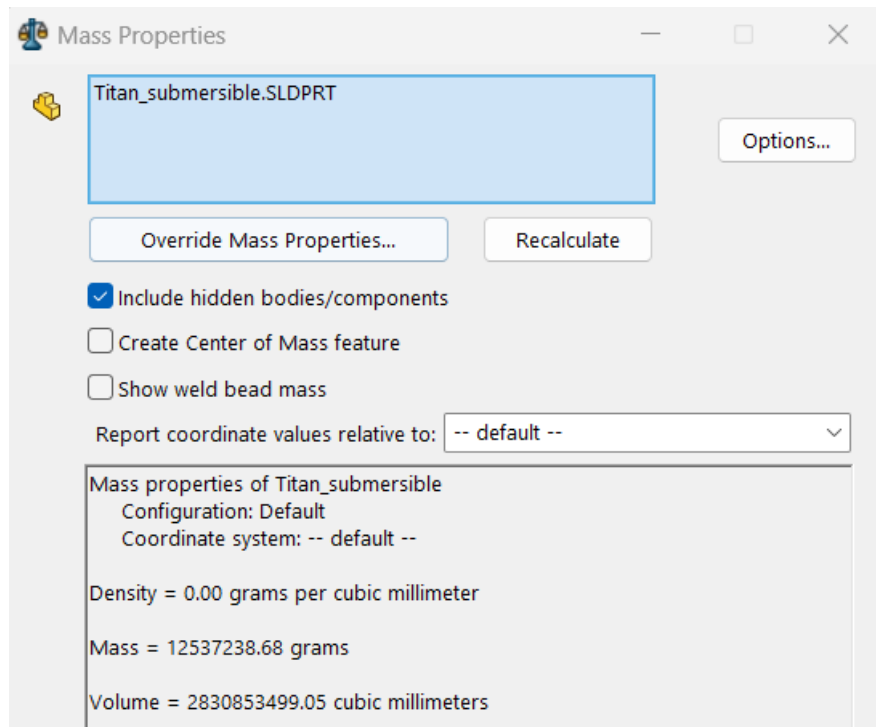 Mass Properties
Titan_submersible.SLDPRT
Options...
Override Mass Properties...
Recalculate
Include hidden bodies/components
Create Center of Mass feature
Show weld bead mass
Report coordinate values relative to:
-- default --
Mass properties of Titan_submersible
Configuration: Default
Coordinate system: -- default --
Density = 0.00 grams per cubic millimeter
Mass = 12537238.68 grams
Volume = 2830853499.05 cubic millimeters